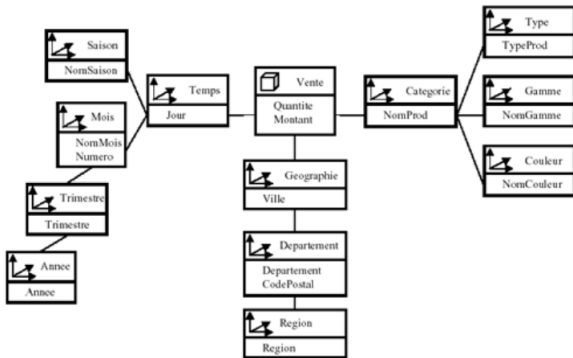 Saison
NomSaison
Mois
NomMois
Numero
Trimestre
Trimestre
Annee
Annee
Temps
Jour
Vente
Quantite
Montant
Geographie
Ville
Departement
Departement
CodePostal
Region
Region
Categorie
NomProd
Type
TypeProd
Gamme
NomGamme
Couleur
NomCouleur